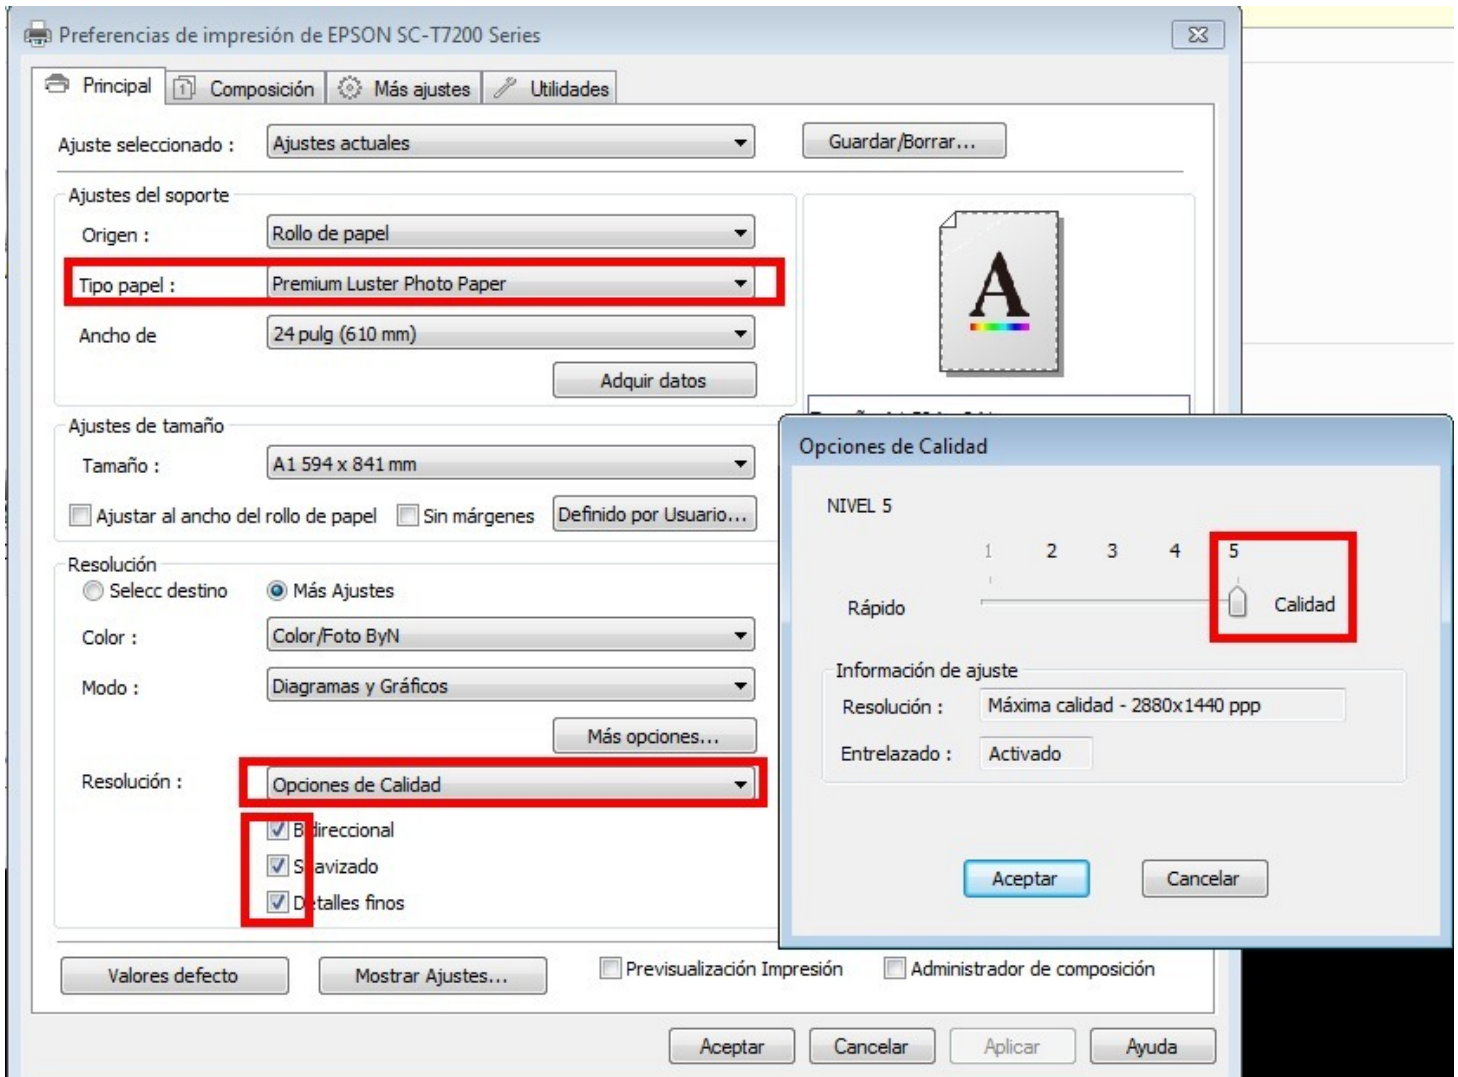 Preferencias de impresión de EPSON SC-T7200 Series
Principal
Composición
Más ajustes
Utilidades
Ajuste seleccionado :
Ajustes actuales
Guardar/Borrar...
Ajustes del soporte
Origen :
Rollo de papel
Tipo papel :
Premium Luster Photo Paper
Ancho de
24 pulg (610 mm)
Adquir datos
A
Ajustes de tamaño
Tamaño :
A1 594 x 841 mm
Ajustar al ancho del rollo de papel
Sin márgenes
Definido por Usuario...
Resolución
Selecc destino
Más Ajustes
Color :
Color/Foto ByN
Modo :
Diagramas y Gráficos
Más opciones...
Resolución :
Opciones de Calidad
Bidireccional
Suavizado
Detalles finos
Valores defecto
Mostrar Ajustes...
Previsualización Impresión
Administrador de composición
Aceptar
Cancelar
Aplicar
Ayuda
Opciones de Calidad
NIVEL 5
1 2 3 4 5
Rápido
Calidad
Información de ajuste
Resolución :
Máxima calidad - 2880x1440 ppp
Entrelazado :
Activado
Aceptar
Cancelar